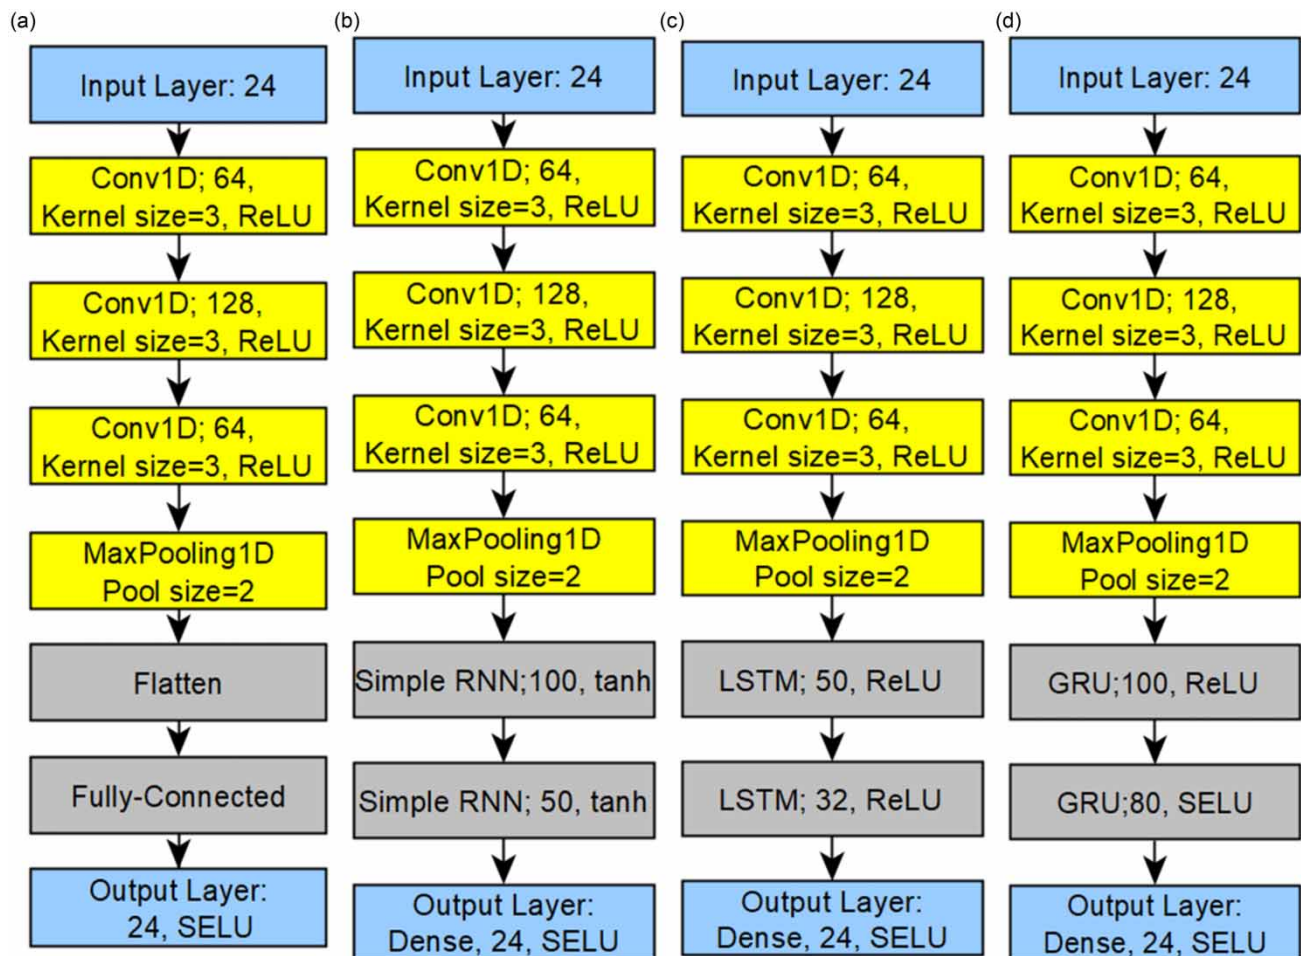 (a)
Input Layer: 24
Conv1D; 64,
Kernel size=3, ReLU
Conv1D; 128,
Kernel size=3, ReLU
Conv1D; 64,
Kernel size=3, ReLU
MaxPooling1D
Pool size=2
Flatten
Fully-Connected
Output Layer:
24, SELU
(b)
Input Layer: 24
Conv1D; 64,
Kernel size=3, ReLU
Conv1D; 128,
Kernel size=3, ReLU
Conv1D; 64,
Kernel size=3, ReLU
MaxPooling1D
Pool size=2
Simple RNN;100, tanh
Simple RNN; 50, tanh
Output Layer:
Dense, 24, SELU
(c)
Input Layer: 24
Conv1D; 64,
Kernel size=3, ReLU
Conv1D; 128,
Kernel size=3, ReLU
Conv1D; 64,
Kernel size=3, ReLU
MaxPooling1D
Pool size=2
LSTM; 50, ReLU
LSTM; 32, ReLU
Output Layer:
Dense, 24, SELU
(d)
Input Layer: 24
Conv1D; 64,
Kernel size=3, ReLU
Conv1D; 128,
Kernel size=3, ReLU
Conv1D; 64,
Kernel size=3, ReLU
MaxPooling1D
Pool size=2
GRU;100, ReLU
GRU;80, SELU
Output Layer:
Dense, 24, SELU